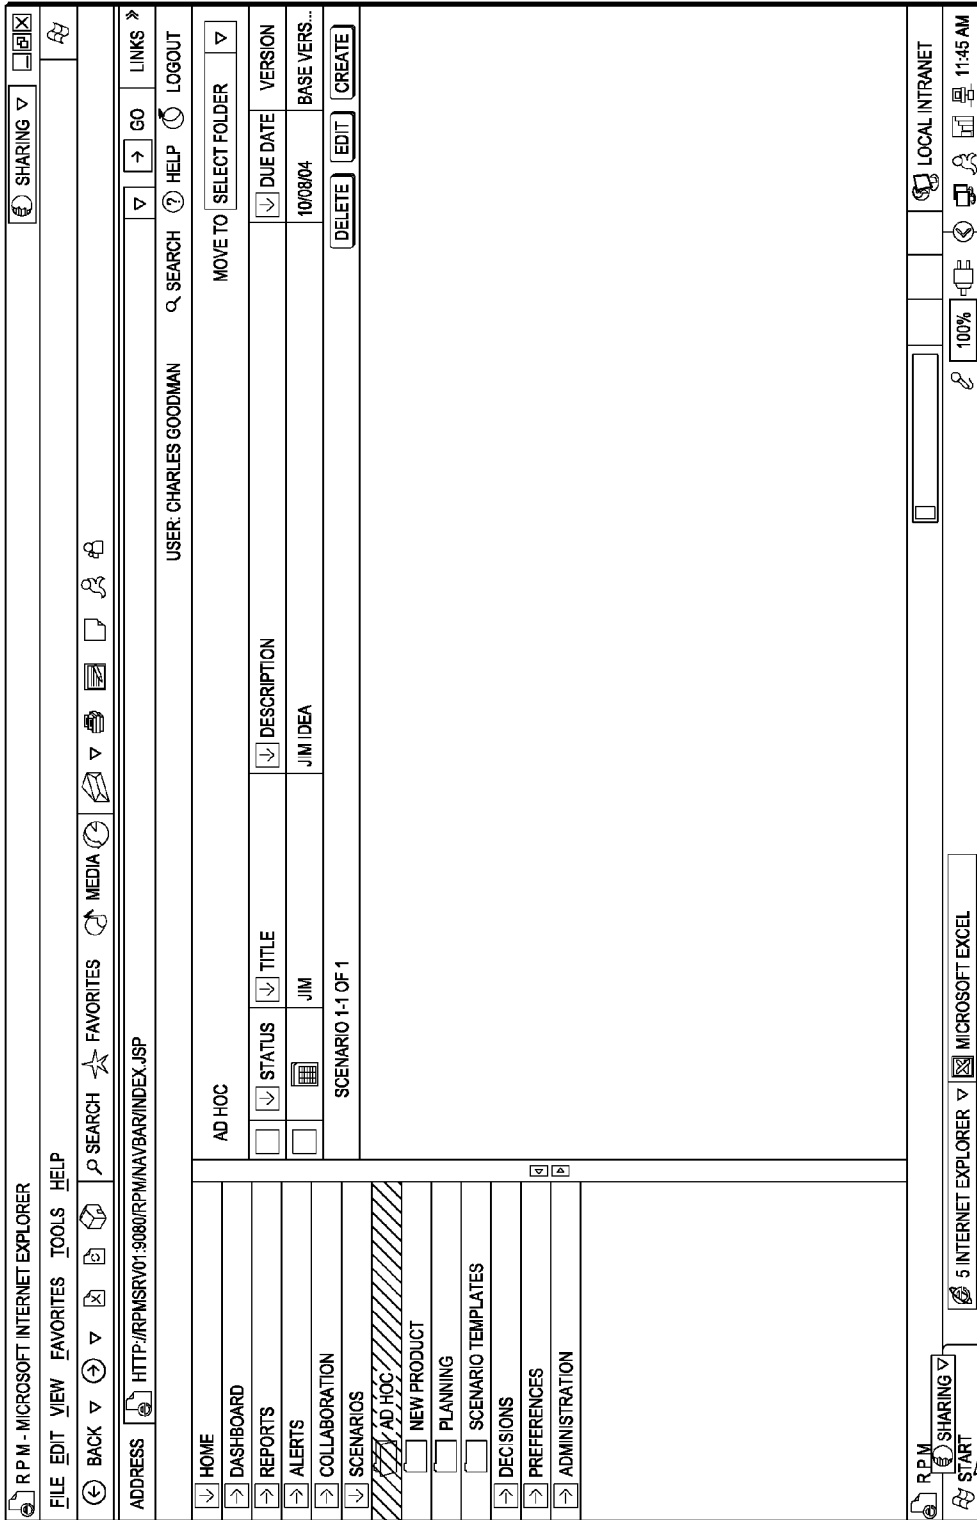 R P M - MICROSOFT INTERNET EXPLORER
SHARING
FILE EDIT VIEW FAVORITES TOOLS HELP
BACK SEARCH FAVORITES MEDIA
ADDRESS HTTP://RPMSRV01:9080/RPM/NAVBAR/INDEX.JSP GO LINKS »
USER: CHARLES GOODMAN SEARCH ? HELP LOGOUT
HOME
DASHBOARD
REPORTS
ALERTS
COLLABORATION
SCENARIOS
AD HOC
NEW PRODUCT
PLANNING
SCENARIO TEMPLATES
DECISIONS
PREFERENCES
ADMINISTRATION
AD HOC MOVE TO SELECT FOLDER
STATUS TITLE DESCRIPTION DUE DATE VERSION
JIM JIM IDEA 10/08/04 BASE VERS...
SCENARIO 1-1 OF 1 DELETE EDIT CREATE
R P M LOCAL INTRANET
SHARING
START 5 INTERNET EXPLORER MICROSOFT EXCEL 100% 11:45 AM